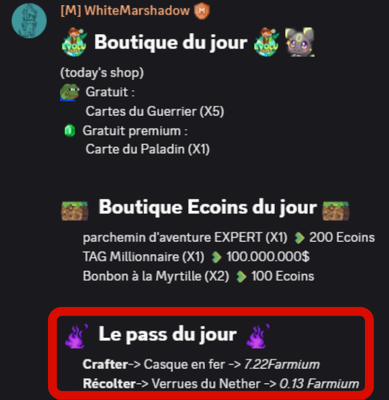 [M] WhiteMarshadow
Boutique du jour
(today's shop)
Gratuit :
Cartes du Guerrier (X5)
Gratuit premium :
Carte du Paladin (X1)
Boutique Ecoins du jour
parchemin d'aventure EXPERT (X1) 200 Ecoins
TAG Millionnaire (X1) 100.000.000$
Bonbon à la Myrtille (X2) 100 Ecoins
Le pass du jour
Crafter-> Casque en fer -> 7.22Farmium
Récolter-> Verrues du Nether -> 0.13 Farmium